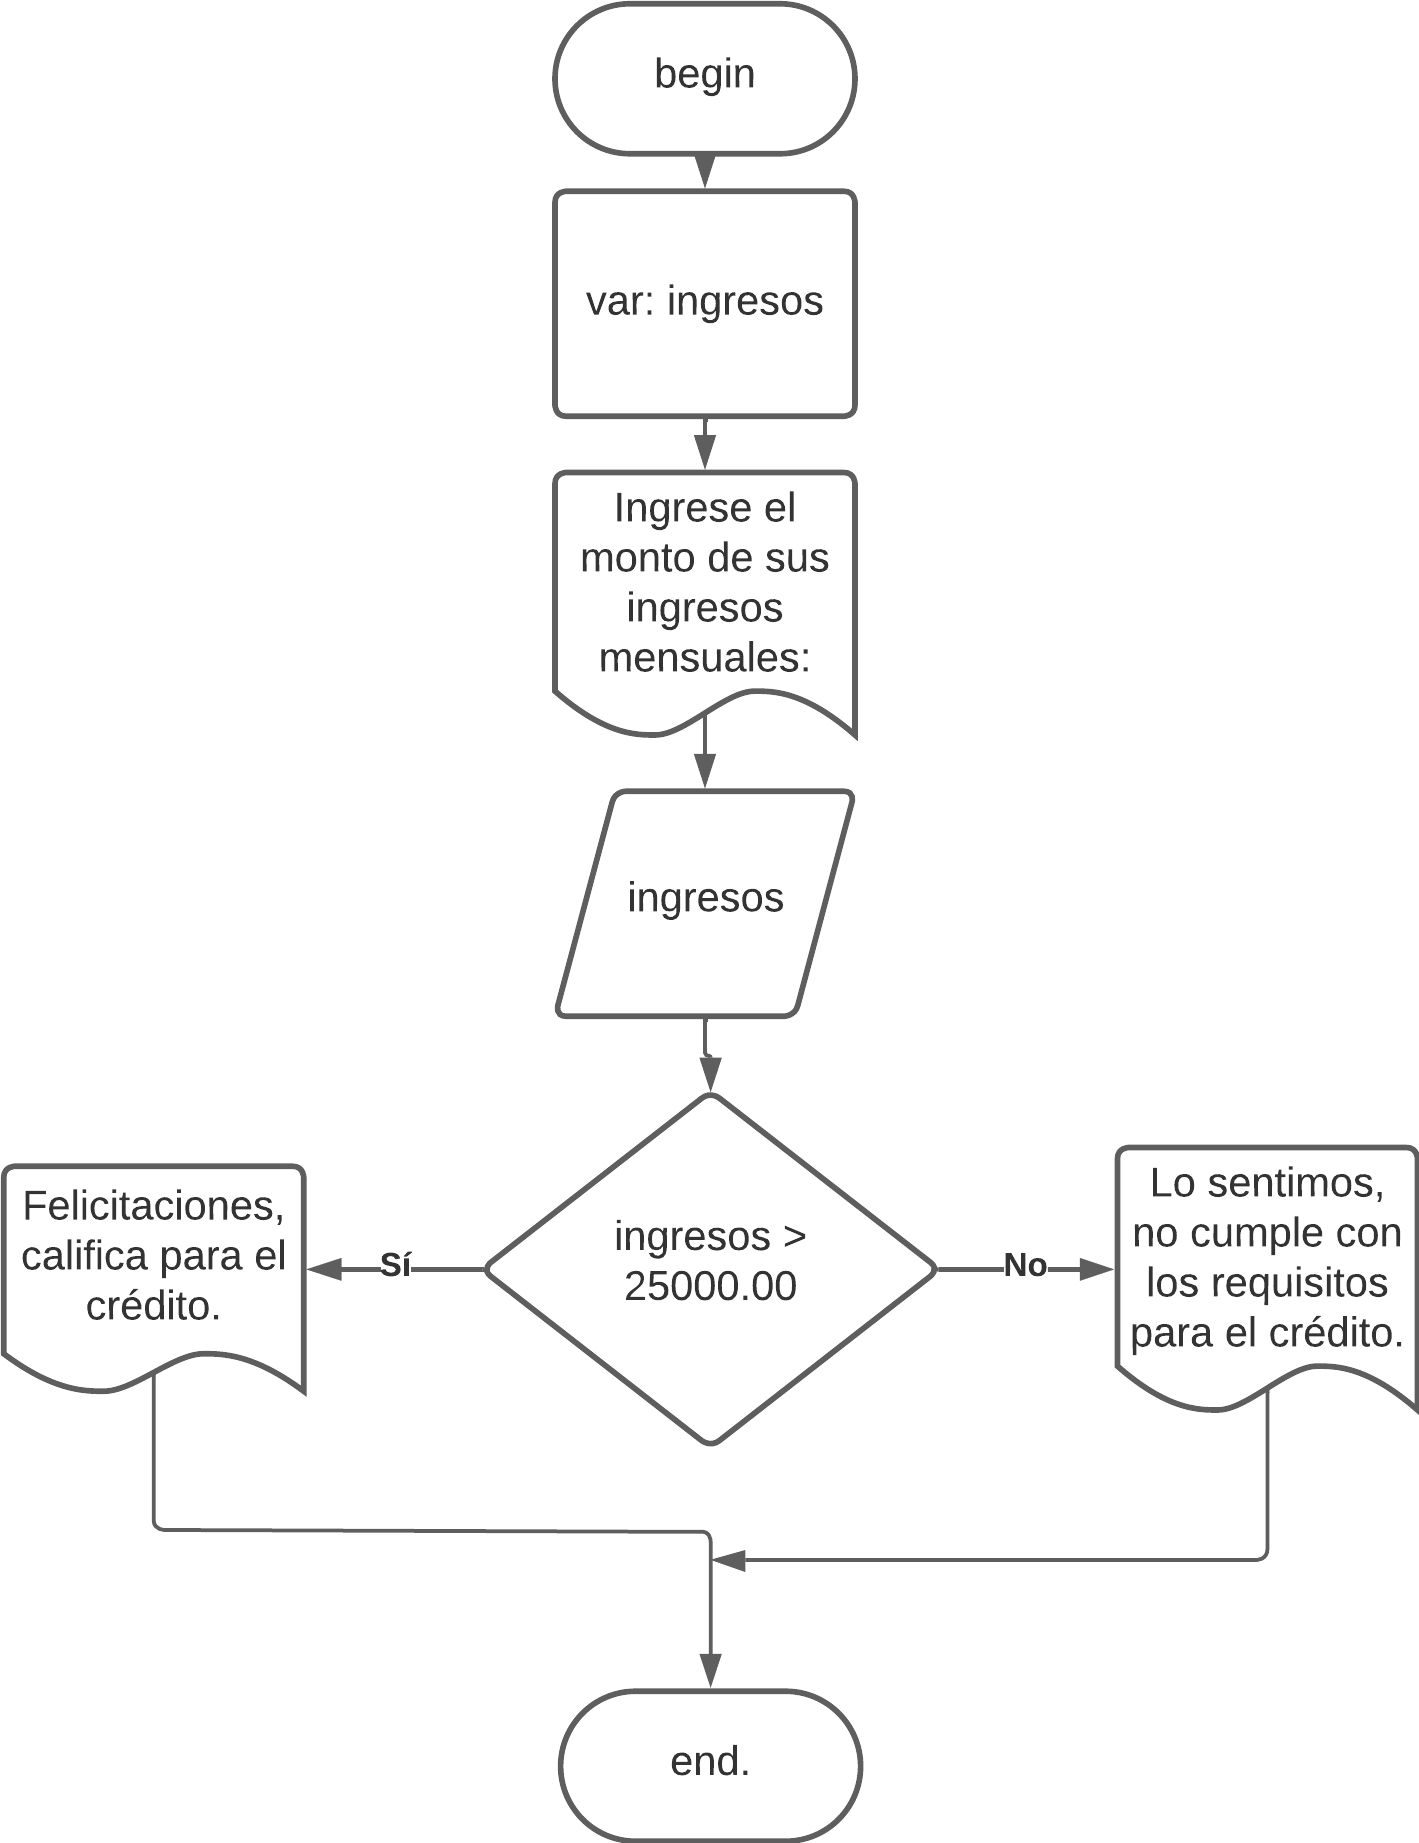 begin
var: ingresos
Ingrese el
monto de sus
ingresos
mensuales:
ingresos
ingresos >
25000.00
Sí
No
Felicitaciones,
califica para el
crédito.
Lo sentimos,
no cumple con
los requisitos
para el crédito.
end.